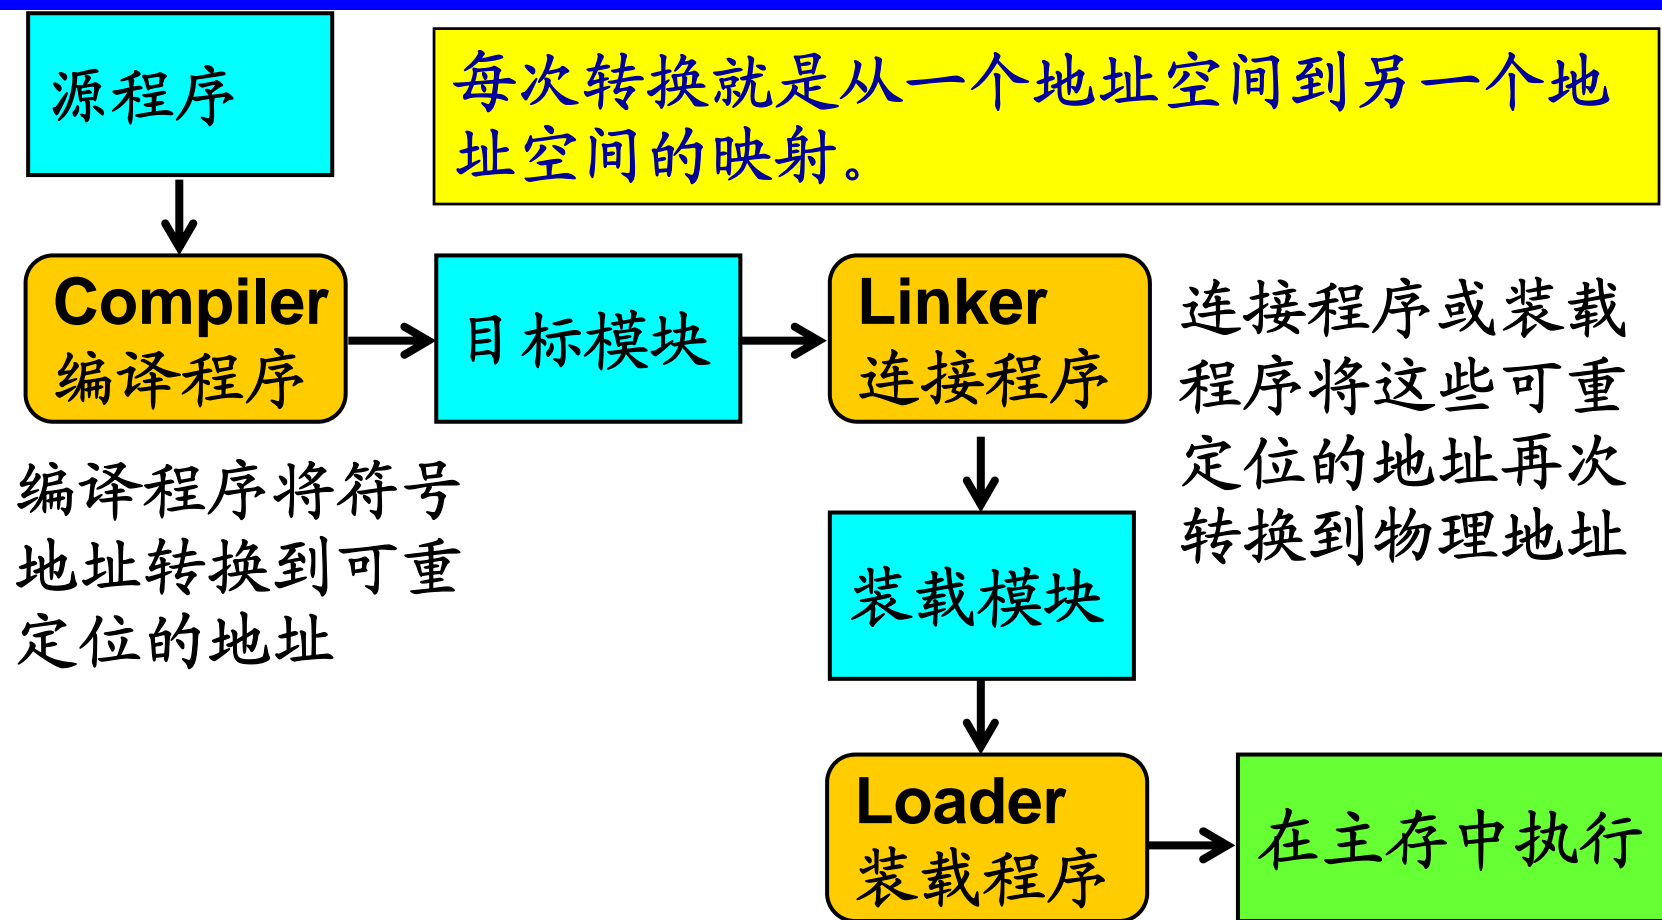 源程序
每次转换就是从一个地址空间到另一个地
址空间的映射。
Compiler
编译程序
目标模块
Linker
连接程序
连接程序或装载
程序将这些可重
定位的地址再次
转换到物理地址
编译程序将符号
地址转换到可重
定位的地址
装载模块
Loader
装载程序
在主存中执行